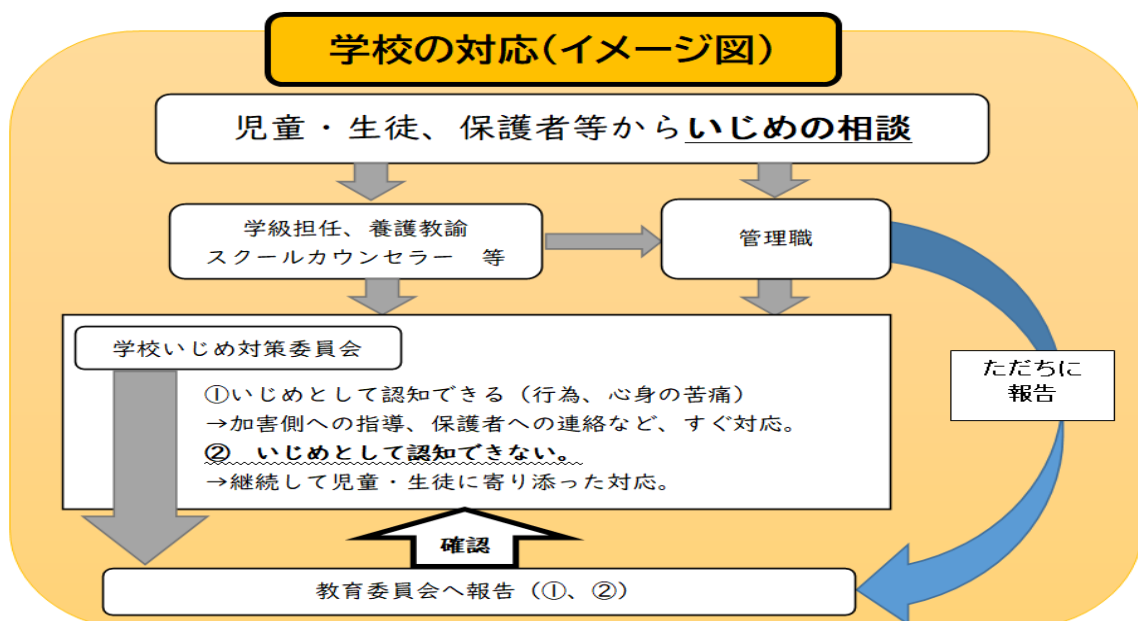 学校の対応(イメージ図)
児童・生徒、保護者等からいじめの相談
学級担任、養護教諭
スクールカウンセラー 等
管理職
学校いじめ対策委員会
①いじめとして認知できる（行為、心身の苦痛）
→加害側への指導、保護者への連絡など、すぐ対応。
② いじめとして認知できない。
→継続して児童・生徒に寄り添った対応。
ただちに
報告
確認
教育委員会へ報告（①、②）